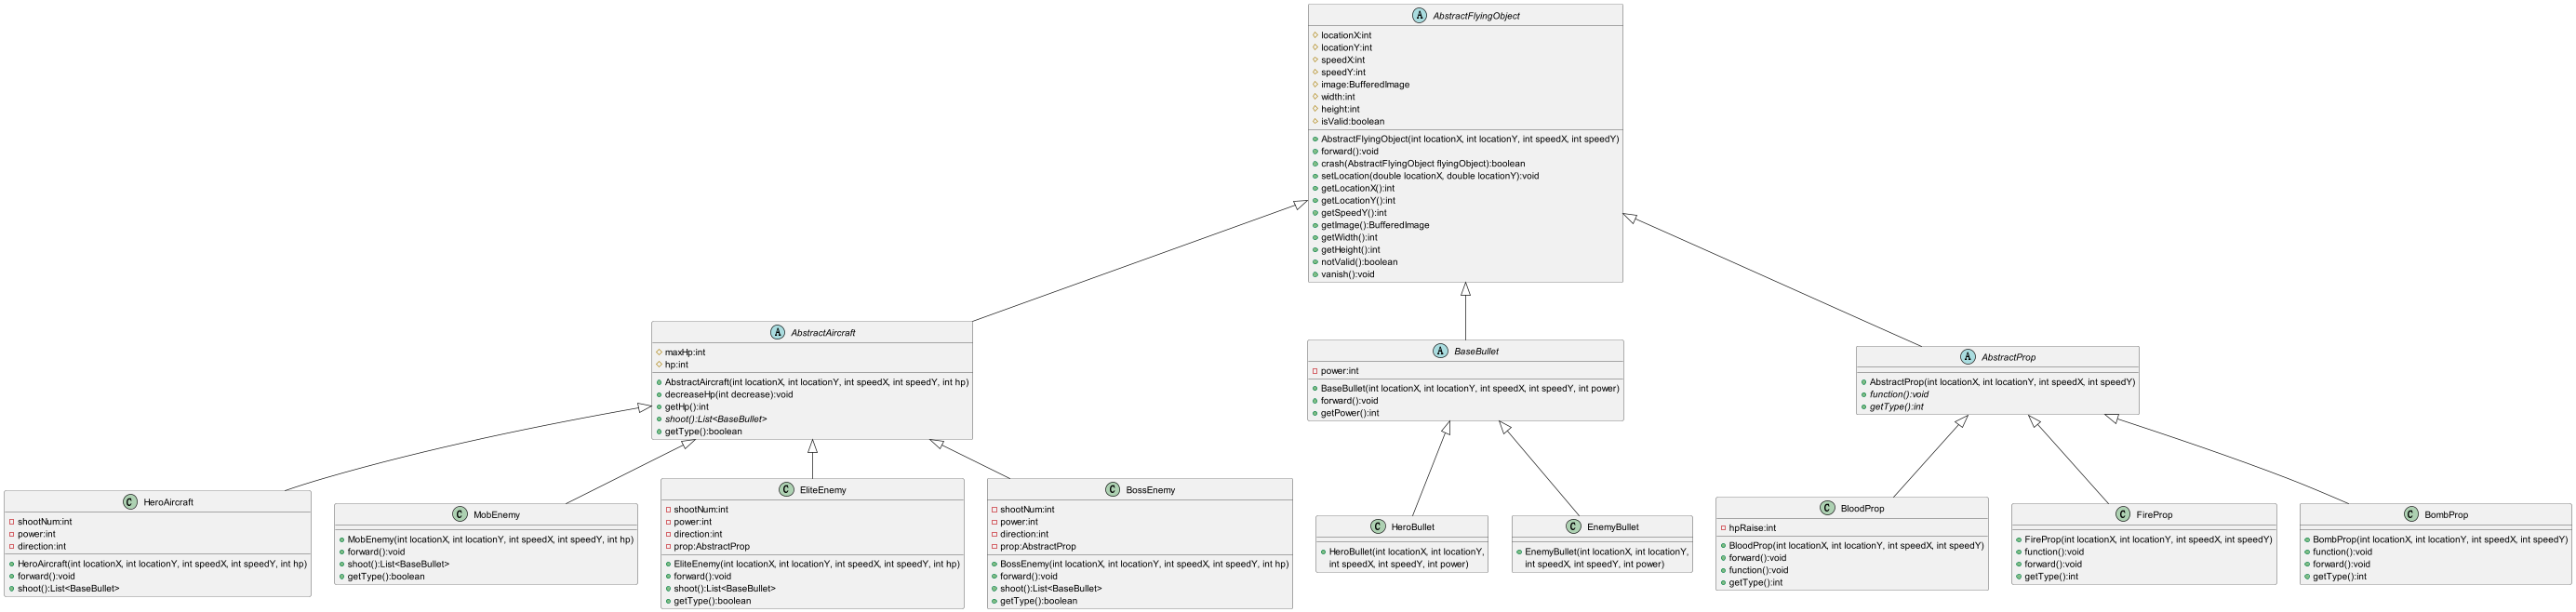 A AbstractFlyingObject
locationX:int
locationY:int
speedX:int
speedY:int
image:BufferedImage
width:int
height:int
isValid:boolean
AbstractFlyingObject(int locationX, int locationY, int speedX, int speedY)
forward():void
crash(AbstractFlyingObject flyingObject):boolean
setLocation(double locationX, double locationY):void
getLocationX():int
getLocationY():int
getSpeedY():int
getImage():BufferedImage
getWidth():int
getHeight():int
notValid():boolean
vanish():void
A AbstractAircraft
maxHp:int
hp:int
AbstractAircraft(int locationX, int locationY, int speedX, int speedY, int hp)
decreaseHp(int decrease):void
getHp():int
shoot():List<BaseBullet>
getType():boolean
A BaseBullet
power:int
BaseBullet(int locationX, int locationY, int speedX, int speedY, int power)
forward():void
getPower():int
A AbstractProp
AbstractProp(int locationX, int locationY, int speedX, int speedY)
function():void
getType():int
C HeroAircraft
shootNum:int
power:int
direction:int
HeroAircraft(int locationX, int locationY, int speedX, int speedY, int hp)
forward():void
shoot():List<BaseBullet>
C MobEnemy
MobEnemy(int locationX, int locationY, int speedX, int speedY, int hp)
forward():void
shoot():List<BaseBullet>
getType():boolean
C EliteEnemy
shootNum:int
power:int
direction:int
prop:AbstractProp
EliteEnemy(int locationX, int locationY, int speedX, int speedY, int hp)
forward():void
shoot():List<BaseBullet>
getType():boolean
C BossEnemy
shootNum:int
power:int
direction:int
prop:AbstractProp
BossEnemy(int locationX, int locationY, int speedX, int speedY, int hp)
forward():void
shoot():List<BaseBullet>
getType():boolean
C HeroBullet
HeroBullet(int locationX, int locationY,
int speedX, int speedY, int power)
C EnemyBullet
EnemyBullet(int locationX, int locationY,
int speedX, int speedY, int power)
C BloodProp
hpRaise:int
BloodProp(int locationX, int locationY, int speedX, int speedY)
forward():void
function():void
getType():int
C FireProp
FireProp(int locationX, int locationY, int speedX, int speedY)
function():void
forward():void
getType():int
C BombProp
BombProp(int locationX, int locationY, int speedX, int speedY)
function():void
forward():void
getType():int